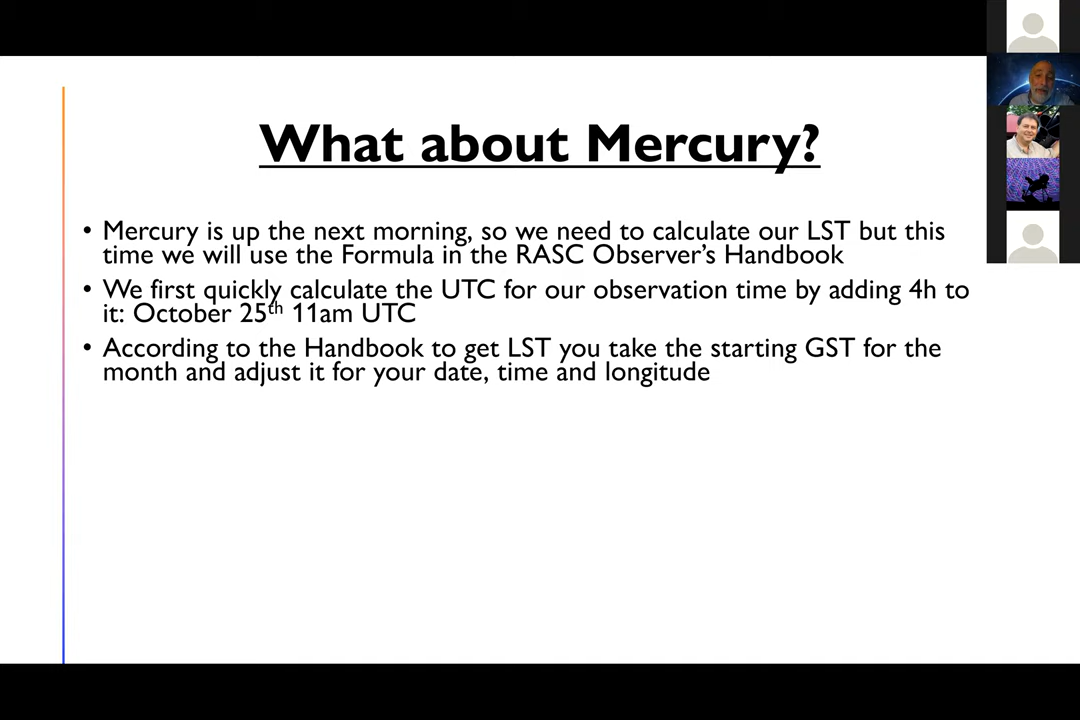 What about Mercury?
• Mercury is up the next morning, so we need to calculate our LST but this
time we will use the Formula in the RASC Observer’s Handbook
• We first quickly calculate the UTC for our observation time by adding 4h to
it: October 25th 11am UTC
• According to the Handbook to get LST you take the starting GST for the
month and adjust it for your date, time and longitude